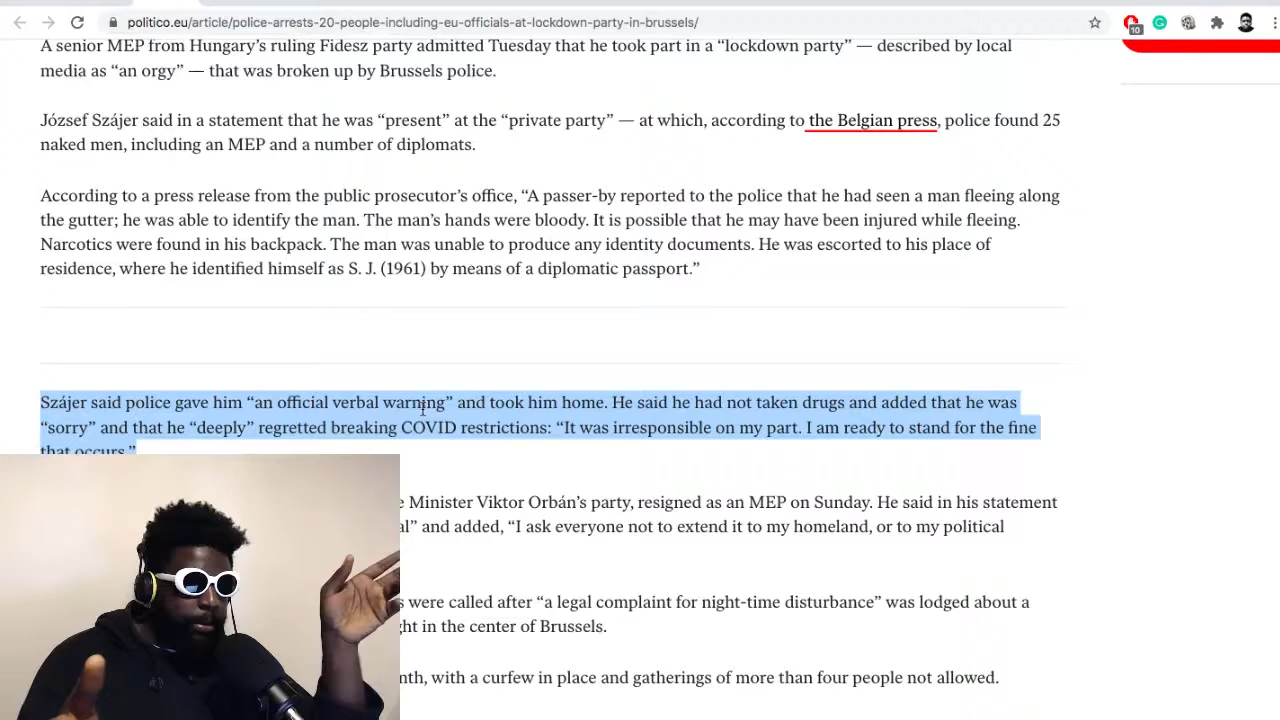 politico.eu/article/police-arrests-20-people-including-eu-officials-at-lockdown-party-in-brussels/
10
A senior MEP from Hungary’s ruling Fidesz party admitted Tuesday that he took part in a “lockdown party” — described by local
media as “an orgy” — that was broken up by Brussels police.
József Szájer said in a statement that he was “present” at the “private party” — at which, according to the Belgian press, police found 25
naked men, including an MEP and a number of diplomats.
According to a press release from the public prosecutor’s office, “A passer-by reported to the police that he had seen a man fleeing along
the gutter; he was able to identify the man. The man’s hands were bloody. It is possible that he may have been injured while fleeing.
Narcotics were found in his backpack. The man was unable to produce any identity documents. He was escorted to his place of
residence, where he identified himself as S. J. (1961) by means of a diplomatic passport.”
Szájer said police gave him “an official verbal warning” and took him home. He said he had not taken drugs and added that he was
“sorry” and that he “deeply” regretted breaking COVID restrictions: “It was irresponsible on my part. I am ready to stand for the fine
that occurs.”
e Minister Viktor Orbán’s party, resigned as an MEP on Sunday. He said in his statement
al” and added, “I ask everyone not to extend it to my homeland, or to my political
s were called after “a legal complaint for night-time disturbance” was lodged about a
ght in the center of Brussels.
nth, with a curfew in place and gatherings of more than four people not allowed.